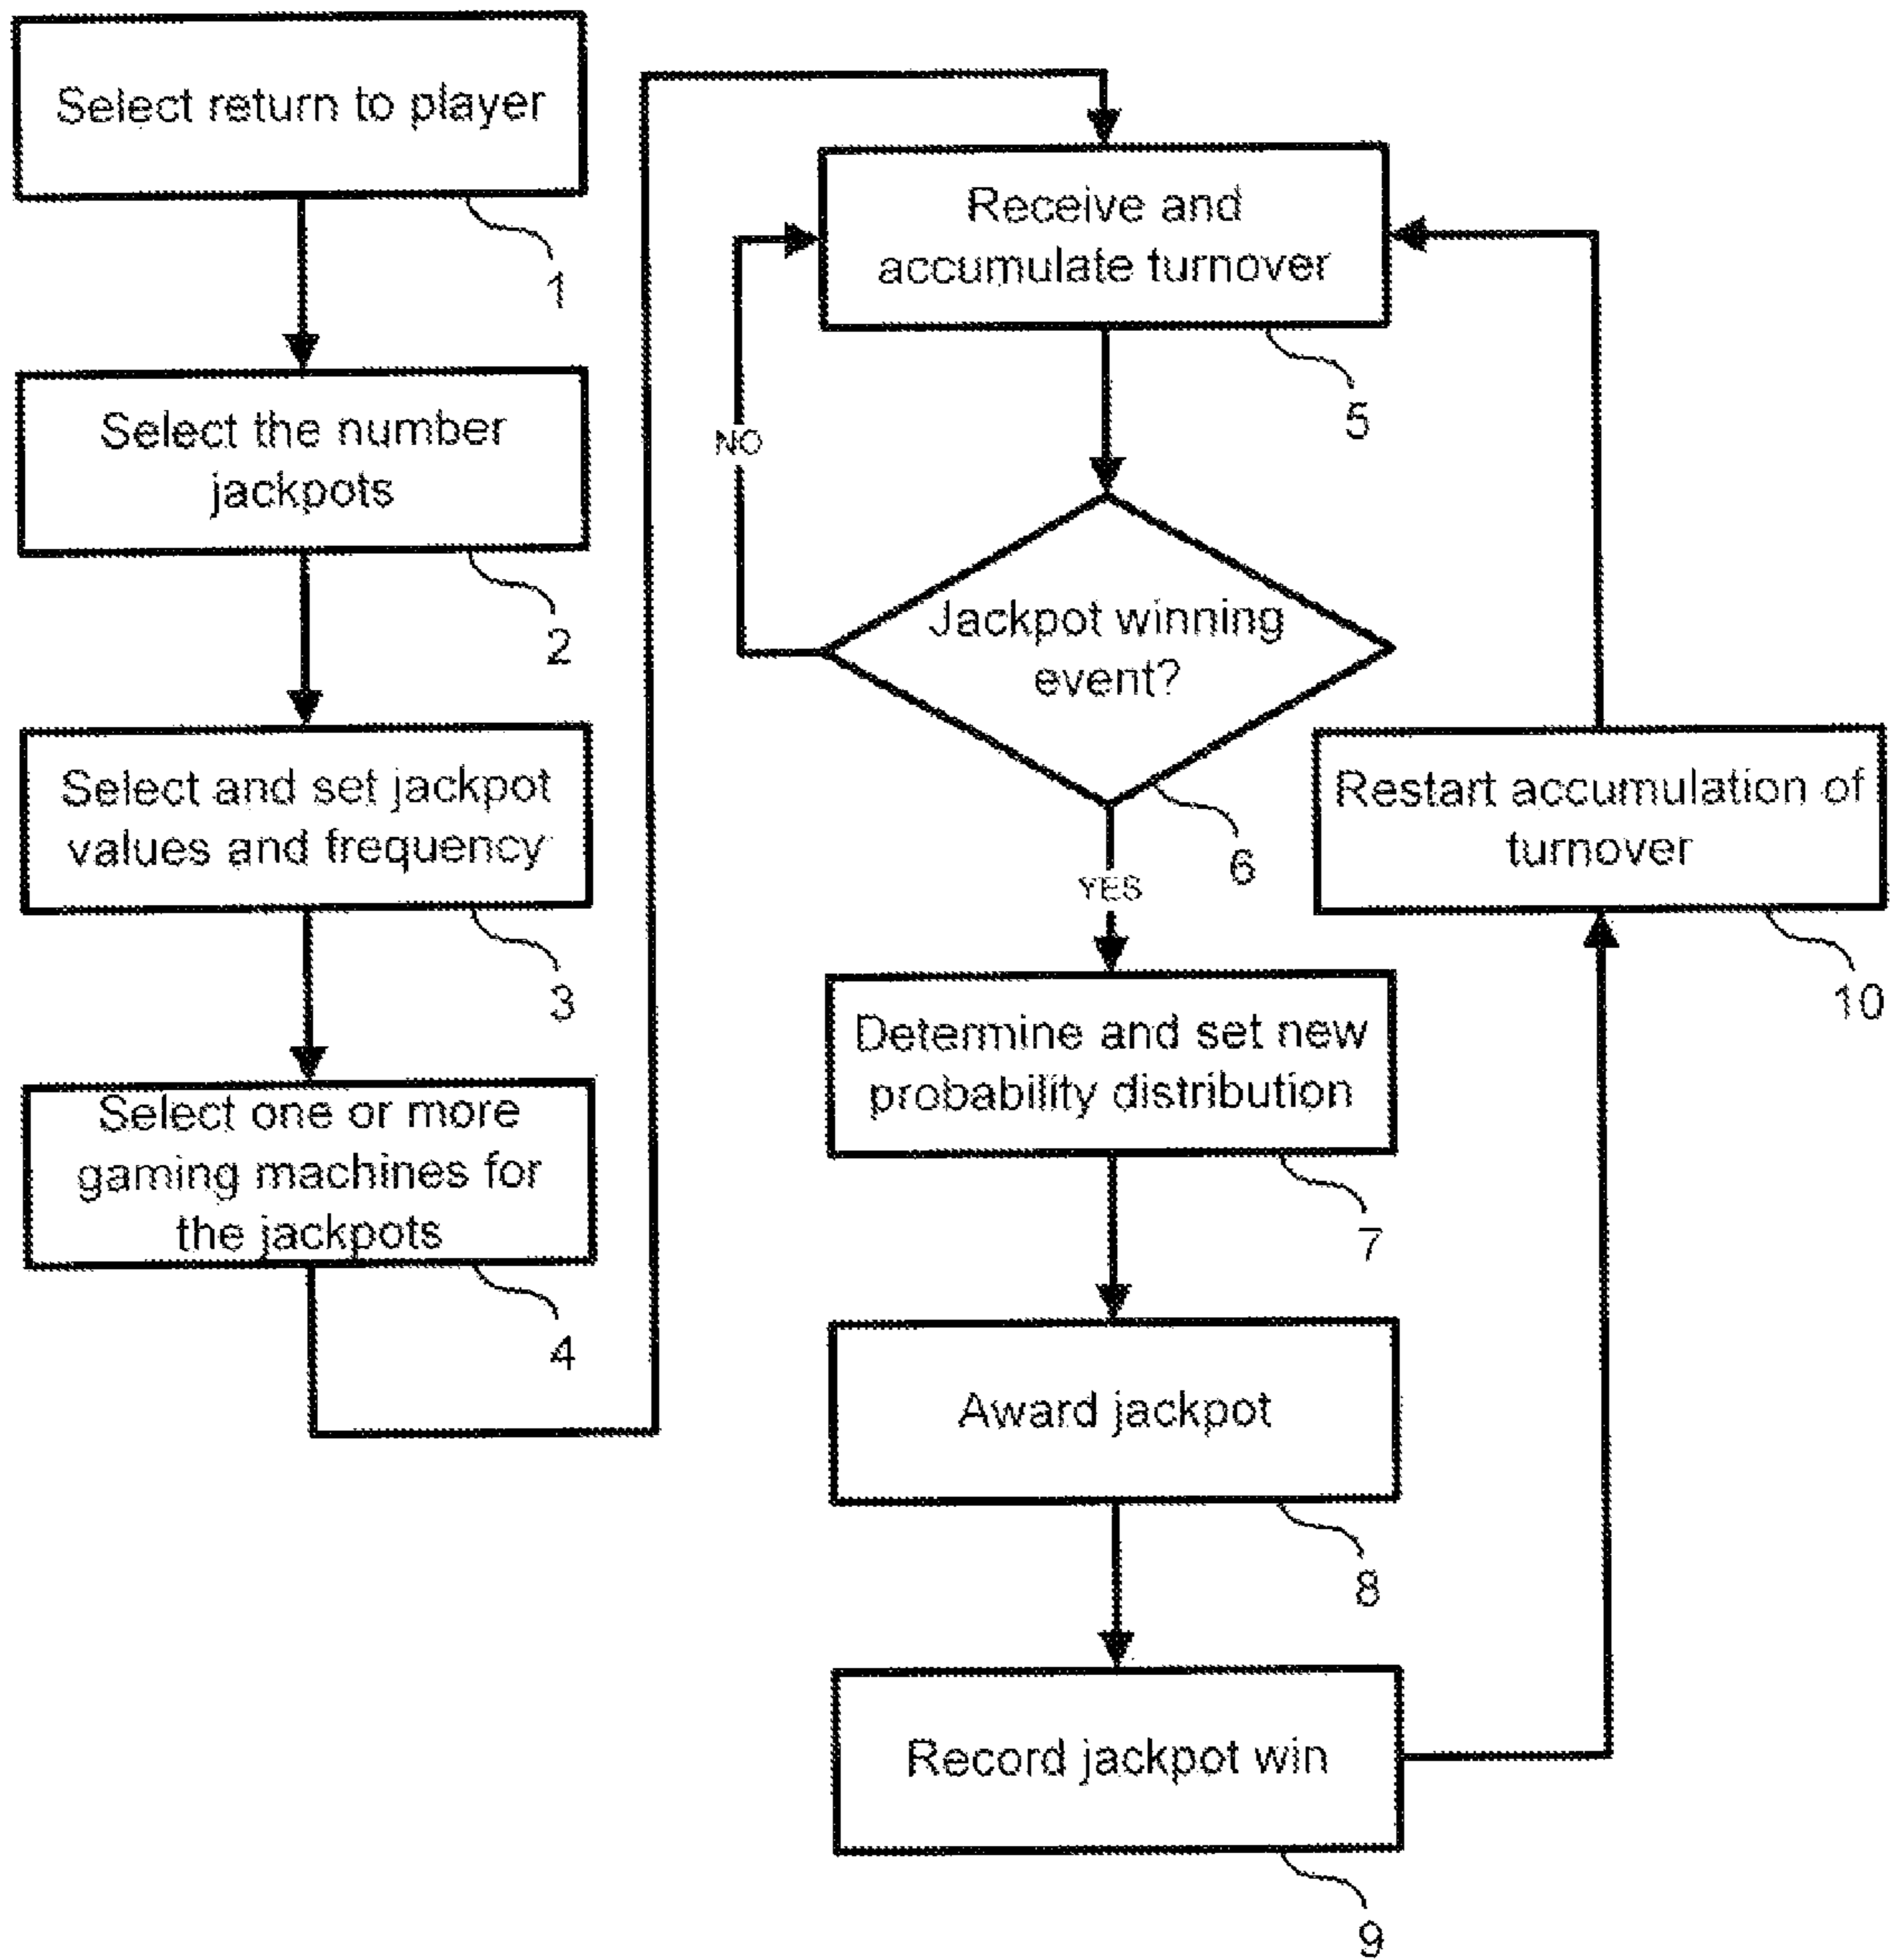 Select return to player
1
Select the number
jackpots
2
Select and set jackpot
values and frequency
3
Select one or more
gaming machines for
the jackpots
4
Receive and
accumulate turnover
5
NO
Jackpot winning
event?
6
YES
Determine and set new
probability distribution
7
Award jackpot
8
Record jackpot win
9
Restart accumulation of
turnover
10